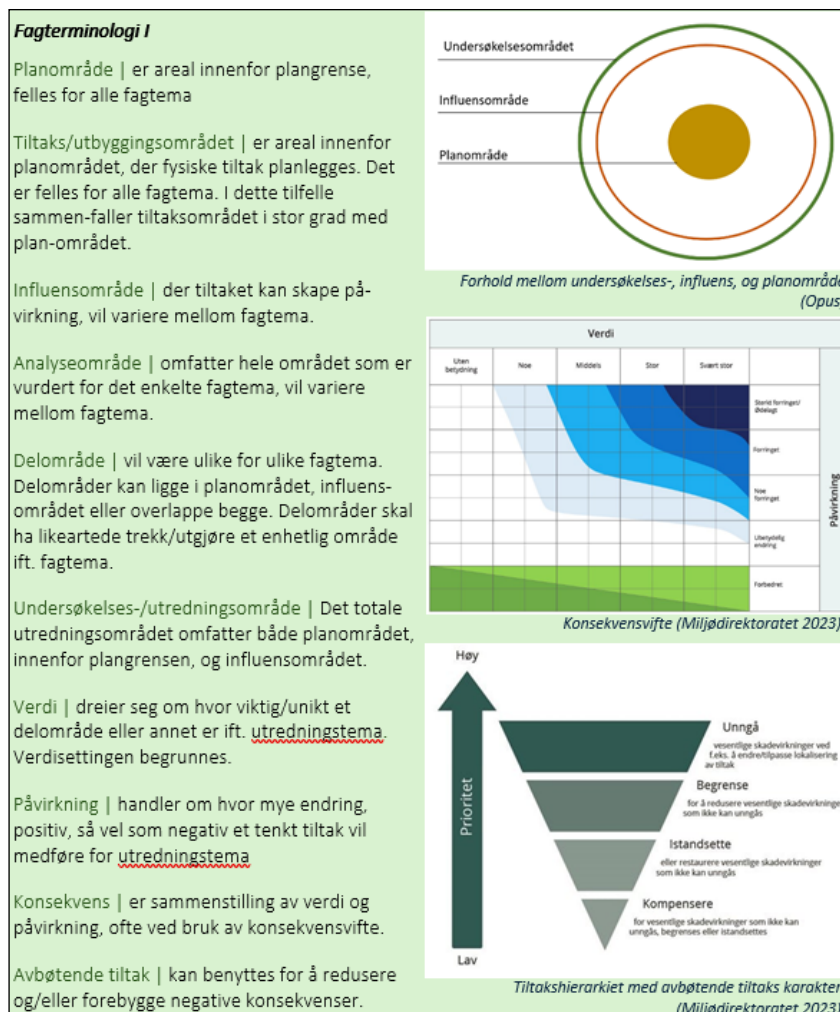 Fagterminologi I
Planområde | er areal innenfor plangrense,
felles for alle fagtema
Tiltaks/utbyggingsområdet | er areal innenfor
planområdet, der fysiske tiltak planlegges. Det
er felles for alle fagtema. I dette tilfelle
sammen-faller tiltaksområdet i stor grad med
plan-området.
Influensområde | der tiltaket kan skape på-
virkning, vil variere mellom fagtema.
Analyseområde | omfatter hele området som er
vurdert for det enkelte fagtema, vil variere
mellom fagtema.
Delområde | vil være ulike for ulike fagtema.
Delområder kan ligge i planområdet, influens-
området eller overlappe begge. Delområder skal
ha likeartede trekk/utgjøre et enhetlig område
ift. fagtema.
Undersøkelses-/utredningsområde | Det totale
utredningsområdet omfatter både planområdet,
innenfor plangrensen, og influensområdet.
Verdi | dreier seg om hvor viktig/unikt et
delområde eller annet er ift. utredningstema.
Verdisettingen begrunnes.
Påvirkning | handler om hvor mye endring,
positiv, så vel som negativ et tenkt tiltak vil
medføre for utredningstema
Konsekvens | er sammenstilling av verdi og
påvirkning, ofte ved bruk av konsekvensvifte.
Avbøtende tiltak | kan benyttes for å redusere
og/eller forebygge negative konsekvenser.
Undersøkelsesområdet
Influensområde
Planområde
Forhold mellom undersøkelses-, influens, og planområde
(Opus)
Verdi
Uten
betydning
Noe
Middels
Stor
Svært stor
Sterkt forringet/
Ødelagt
Forringet
Noe
forringet
Ubetydelig
endring
Forbedret
Påvirkning
Konsekvensvifte (Miljødirektoratet 2023)
Høy
Prioritet
Lav
Unngå
vesentlige skadevirkninger ved
f.eks. å endre/tilpasse lokalisering
av tiltak
Begrense
for å redusere vesentlige skadevirkninger
som ikke kan unngås
Istandsette
eller restaurere vesentlige skadevirkninger
som ikke kan unngås
Kompensere
for vesentlige skadevirkninger som ikke kan
unngås, begrenses eller istandsettes
Tiltakshierarkiet med avbøtende tiltaks karakter
(Miljødirektoratet 2023)